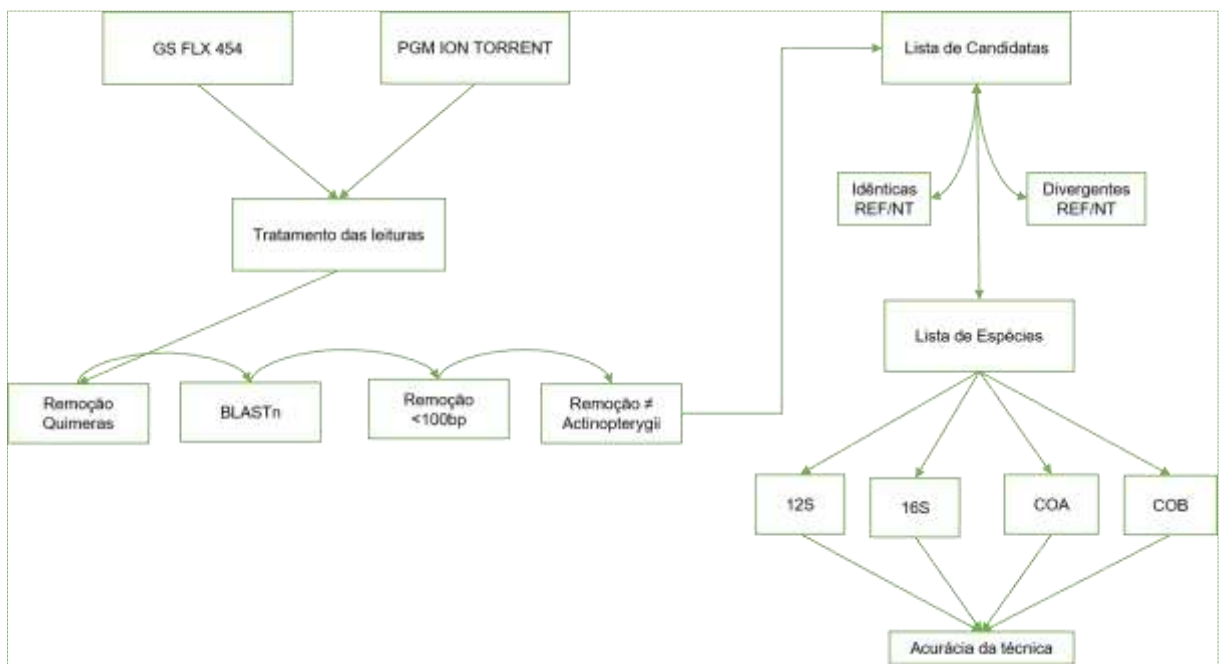 GS FLX 454
PGM ION TORRENT
Tratamento das leituras
Remoção
Quimeras
BLASTn
Remoção
<100bp
Remoção ≠
Actinopterygii
Lista de Candidatas
Idênticas
REF/NT
Divergentes
REF/NT
Lista de Espécies
12S
16S
COA
COB
Acurácia da técnica